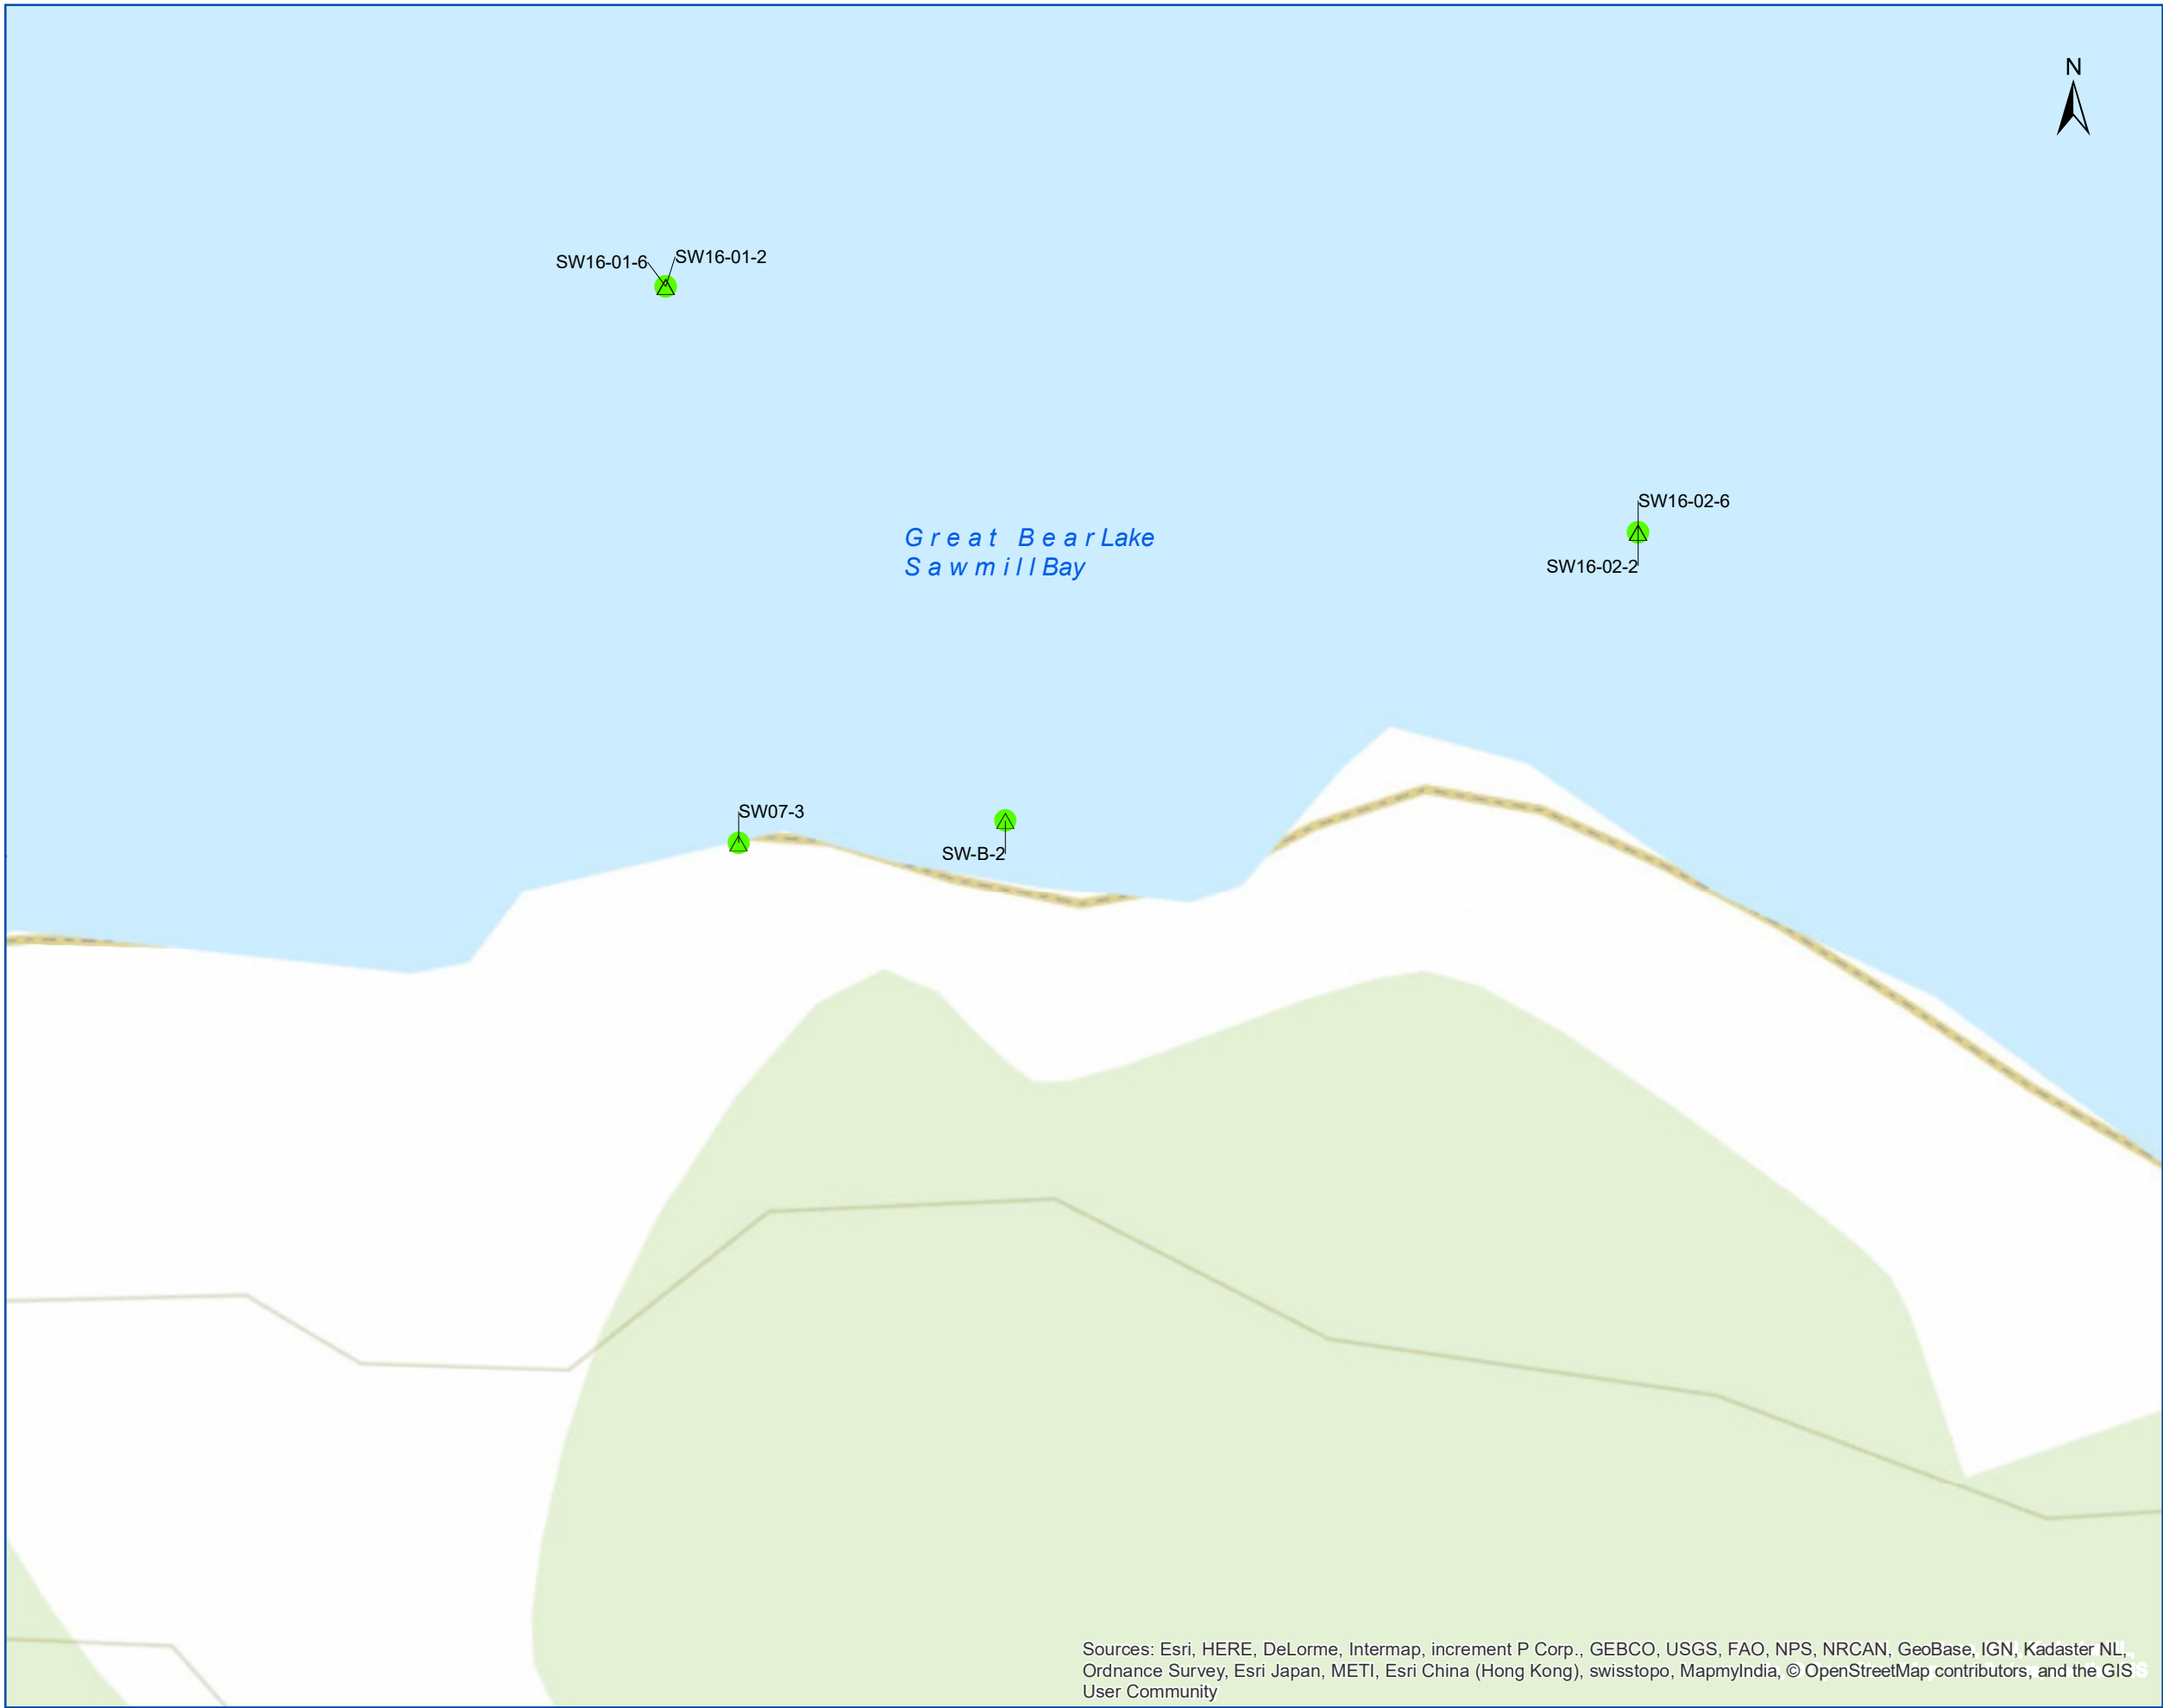 N
SW16-01-6
SW16-01-2
SW16-02-6
Great Bear Lake
Sawmill Bay
SW16-02-2
SW07-3
SW-B-2
Sources: Esri, HERE, DeLorme, Intermap, increment P Corp., GEBCO, USGS, FAO, NPS, NRCAN, GeoBase, IGN, Kadaster NL,
Ordnance Survey, Esri Japan, METI, Esri China (Hong Kong), swisstopo, MapmyIndia, © OpenStreetMap contributors, and the GIS
User Community